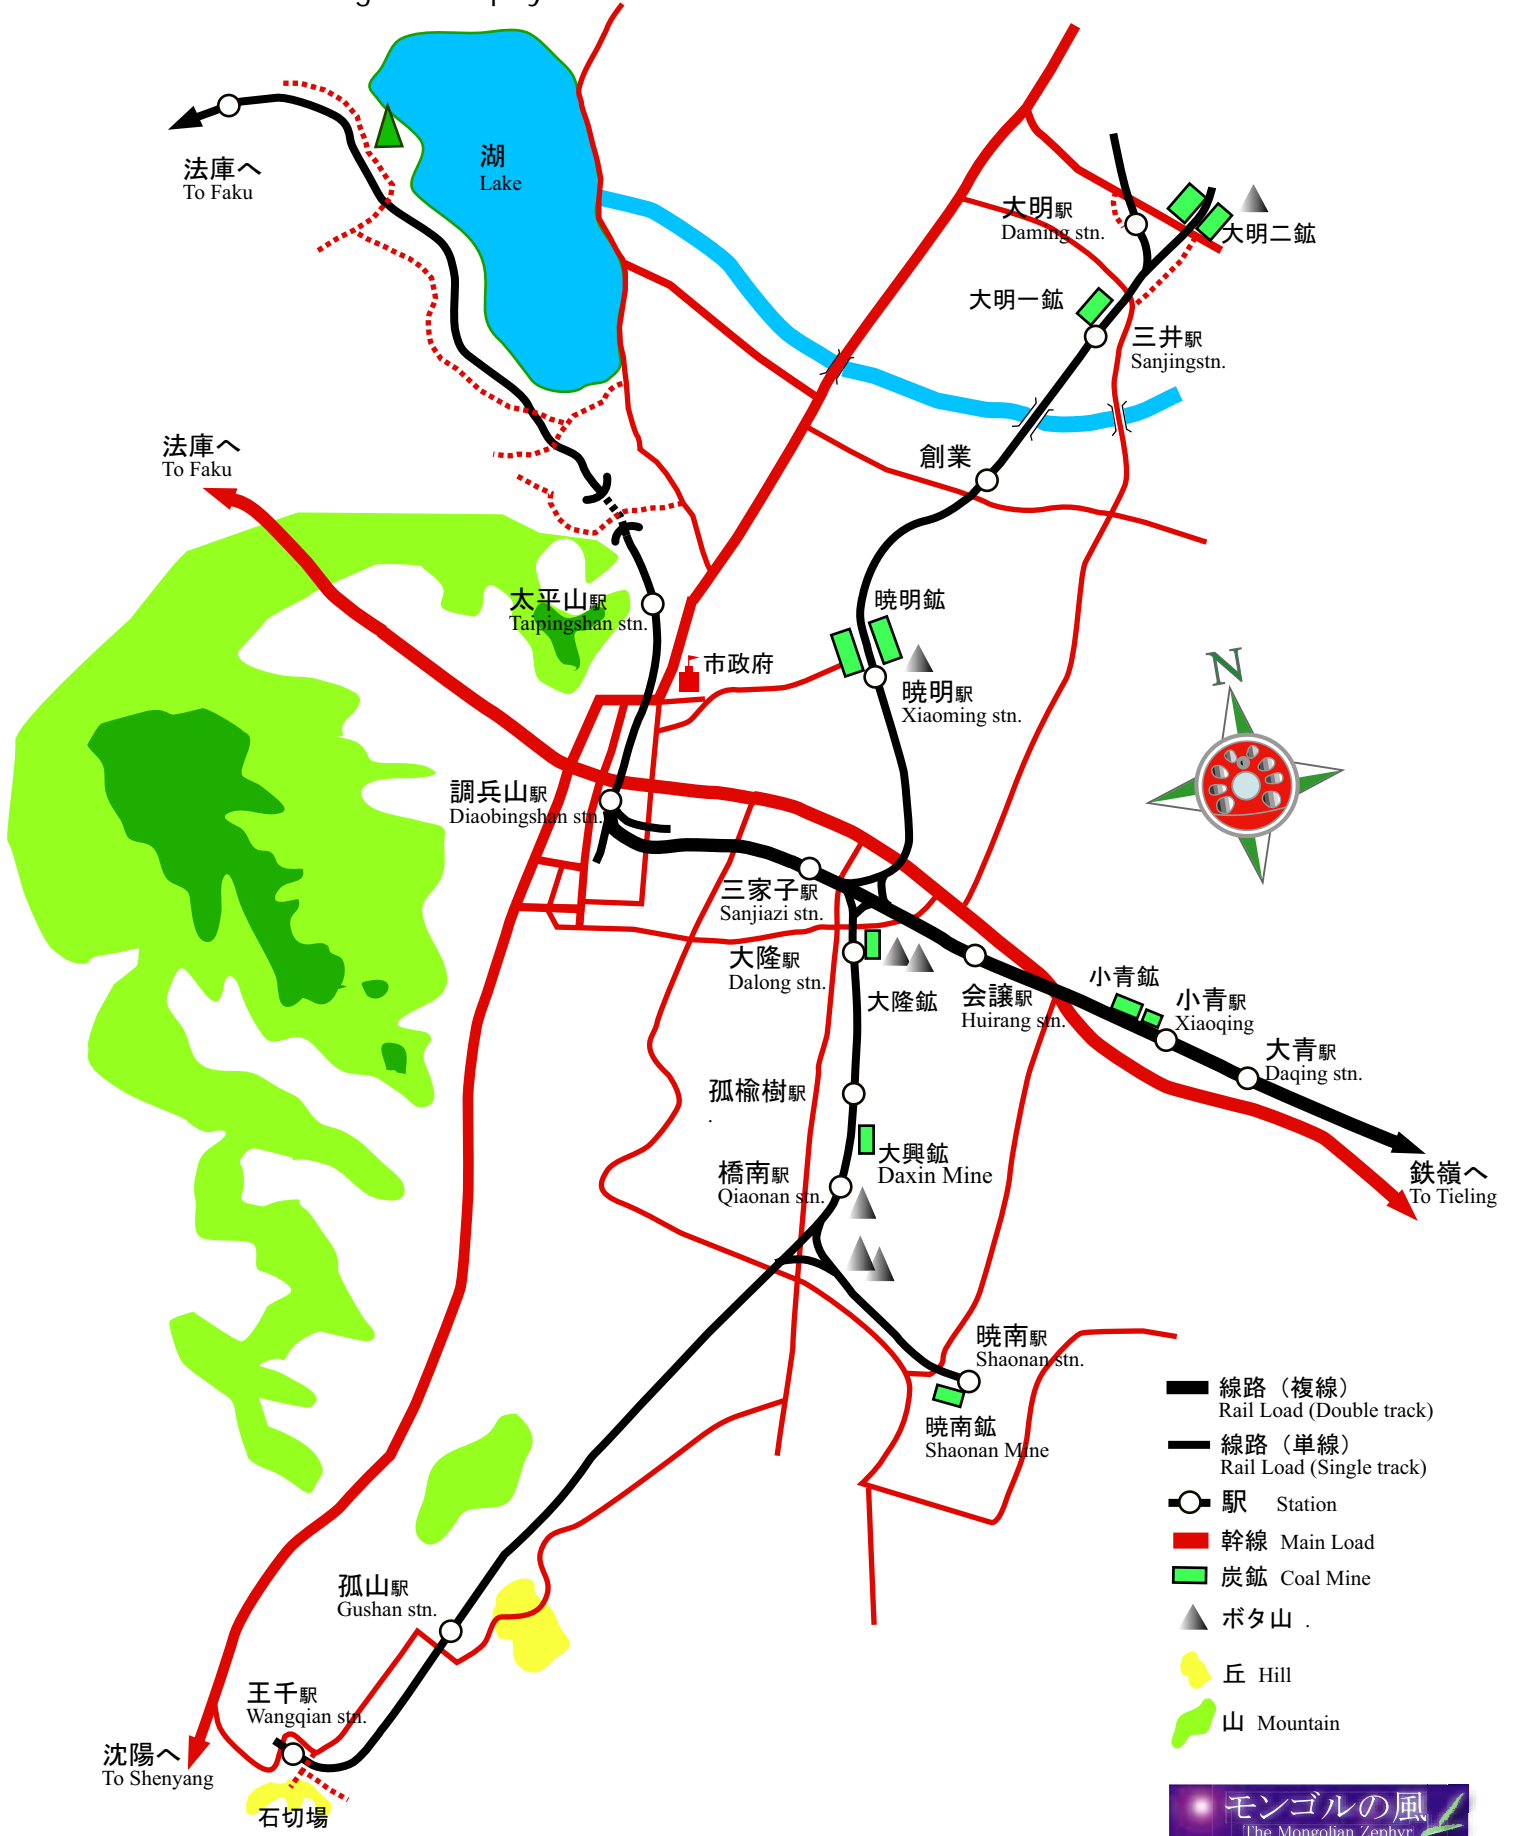 湖
Lake
法庫へ
To Faku
大明駅
Daming stn.
大明二鉱
大明一鉱
三井駅
Sanjingstn.
法庫へ
To Faku
創業
太平山駅
Taipingshan stn.
暁明鉱
市政府
暁明駅
Xiaoming stn.
N
調兵山駅
Diaobingshan stn.
三家子駅
Sanjiazi stn.
大隆駅
Dalong stn.
大隆鉱
会譲駅
Huirang stn.
小青鉱
小青駅
Xiaoqing
大青駅
Daqing stn.
孤楡樹駅
.
大興鉱
Daxin Mine
橋南駅
Qiaonan stn.
鉄嶺へ
To Tieling
暁南駅
Shaonan stn.
暁南鉱
Shaonan Mine
孤山駅
Gushan stn.
王千駅
Wangqian stn.
沈陽へ
To Shenyang
石切場
線路（複線）
Rail Load (Double track)
線路（単線）
Rail Load (Single track)
駅 Station
幹線 Main Load
炭鉱 Coal Mine
ボタ山 .
丘 Hill
山 Mountain
モンゴルの風
The Mongolian Zephyr